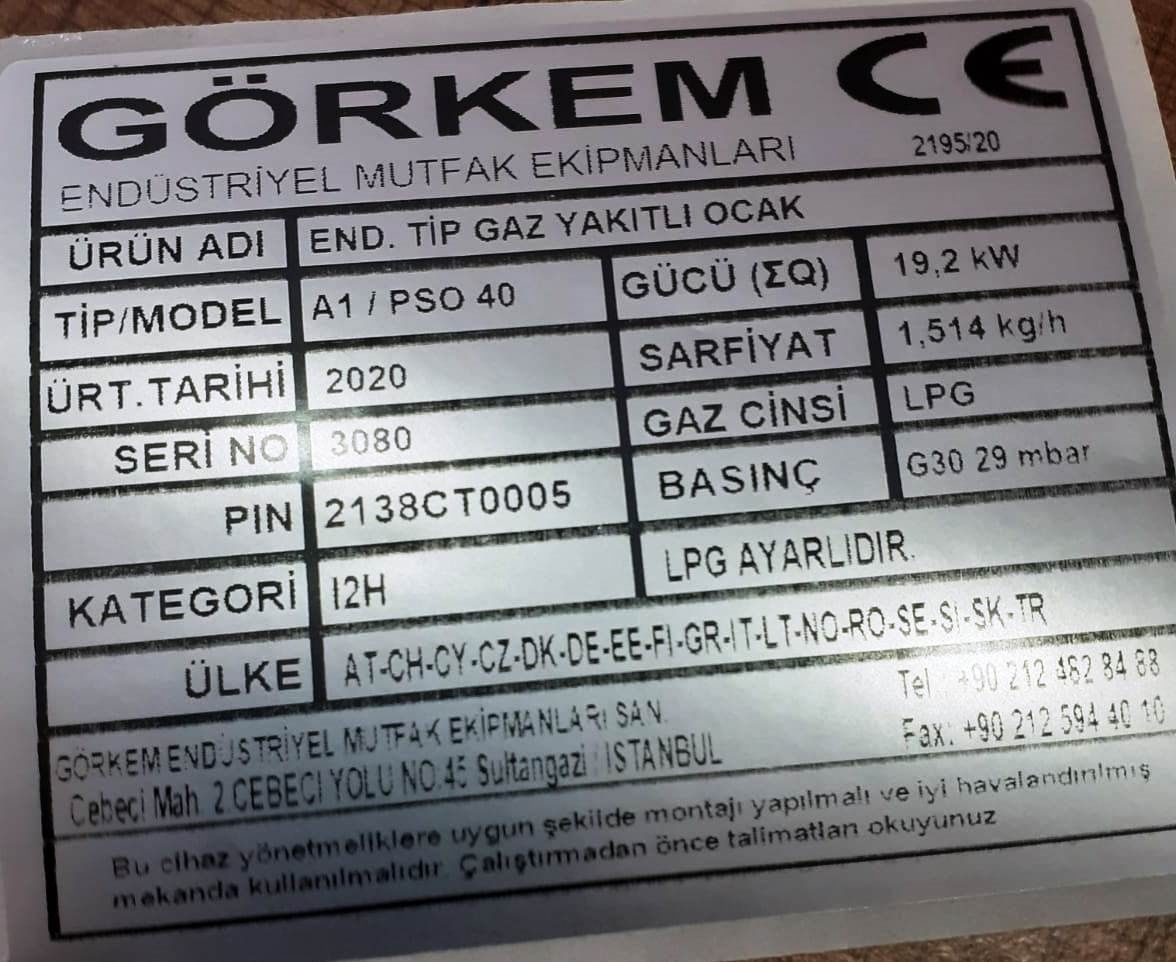 GÖRKEM CE
ENDÜSTRİYEL MUTFAK EKİPMANLARI 2195/20
ÜRÜN ADI END. TİP GAZ YAKITLI OCAK
TİP/MODEL A1 / PSO 40 GÜCÜ (ΣQ) 19,2 kW
ÜRT.TARİHİ 2020 SARFİYAT 1,514 kg/h
SERİ NO 3080 GAZ CİNSİ LPG
PIN 2138CT0005 BASINÇ G30 29 mbar
KATEGORİ I2H LPG AYARLIDIR.
ÜLKE AT-CH-CY-CZ-DK-DE-EE-FI-GR-IT-LT-NO-RO-SE-SI-SK-TR
GÖRKEM ENDÜSTRİYEL MUTFAK EKİPMANLARI SAN. Tel : +90 212 482 84 88
Cebeci Mah. 2.CEBECİ YOLU NO.45 Sultangazi / İSTANBUL Fax: +90 212 594 40 10
Bu cihaz yönetmeliklere uygun şekilde montajı yapılmalı ve iyi havalandırılmış
mekanda kullanılmalıdır. Çalıştırmadan önce talimatları okuyunuz